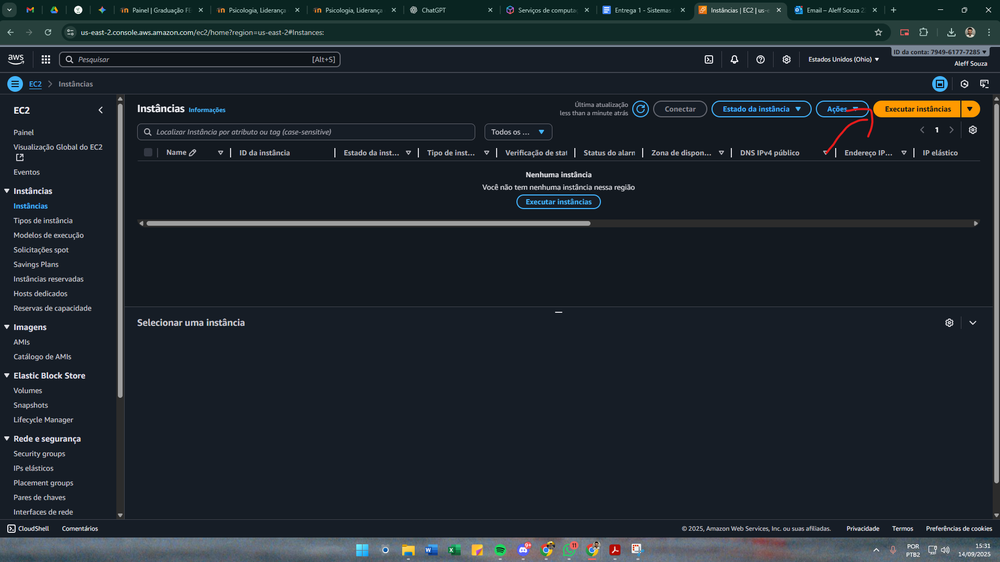 Painel | Graduação FE
Psicologia, Liderança
Psicologia, Liderança
ChatGPT
Serviços de computaç
Entrega 1 - Sistemas
Instâncias | EC2 | us-e
Email – Aleff Souza 2
us-east-2.console.aws.amazon.com/ec2/home?region=us-east-2#Instances:
aws
Pesquisar
[Alt+S]
Estados Unidos (Ohio)
ID da conta: 7949-6177-7285
Aleff Souza
EC2
Instâncias
EC2
Painel
Visualização Global do EC2
Eventos
Instâncias
Instâncias
Tipos de instância
Modelos de execução
Solicitações spot
Savings Plans
Instâncias reservadas
Hosts dedicados
Reservas de capacidade
Imagens
AMIs
Catálogo de AMIs
Elastic Block Store
Volumes
Snapshots
Lifecycle Manager
Rede e segurança
Security groups
IPs elásticos
Placement groups
Pares de chaves
Interfaces de rede
Instâncias Informações
Última atualização
less than a minute atrás
Conectar
Estado da instância
Ações
Executar instâncias
Localizar Instância por atributo ou tag (case-sensitive)
Todos os ...
1
Name
ID da instância
Estado da inst...
Tipo de inst...
Verificação de stat
Status do alarm
Zona de dispon...
DNS IPv4 público
Endereço IP...
IP elástico
Nenhuma instância
Você não tem nenhuma instância nessa região
Executar instâncias
Selecionar uma instância
CloudShell
Comentários
© 2025, Amazon Web Services, Inc. ou suas afiliadas.
Privacidade
Termos
Preferências de cookies
9+
11
POR
PTB2
15:31
14/09/2025